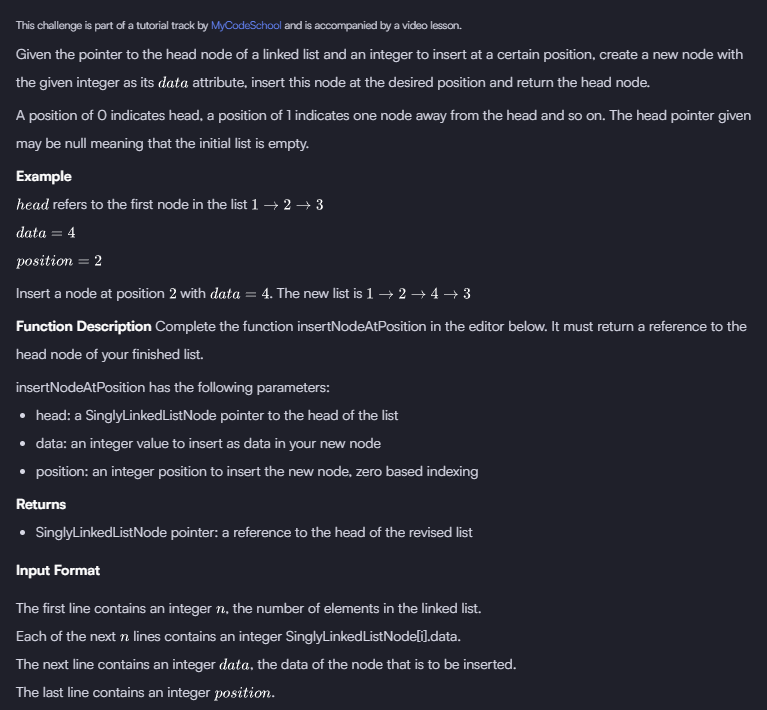 This challenge is part of a tutorial track by MyCodeSchool and is accompanied by a video lesson.
Given the pointer to the head node of a linked list and an integer to insert at a certain position, create a new node with
the given integer as its data attribute, insert this node at the desired position and return the head node.
A position of 0 indicates head, a position of 1 indicates one node away from the head and so on. The head pointer given
may be null meaning that the initial list is empty.
Example
head refers to the first node in the list 1 → 2 → 3
data = 4
position = 2
Insert a node at position 2 with data = 4. The new list is 1 → 2 → 4 → 3
Function Description Complete the function insertNodeAtPosition in the editor below. It must return a reference to the
head node of your finished list.
insertNodeAtPosition has the following parameters:
• head: a SinglyLinkedListNode pointer to the head of the list
• data: an integer value to insert as data in your new node
• position: an integer position to insert the new node, zero based indexing
Returns
• SinglyLinkedListNode pointer: a reference to the head of the revised list
Input Format
The first line contains an integer n, the number of elements in the linked list.
Each of the next n lines contains an integer SinglyLinkedListNode[i].data.
The next line contains an integer data, the data of the node that is to be inserted.
The last line contains an integer position.